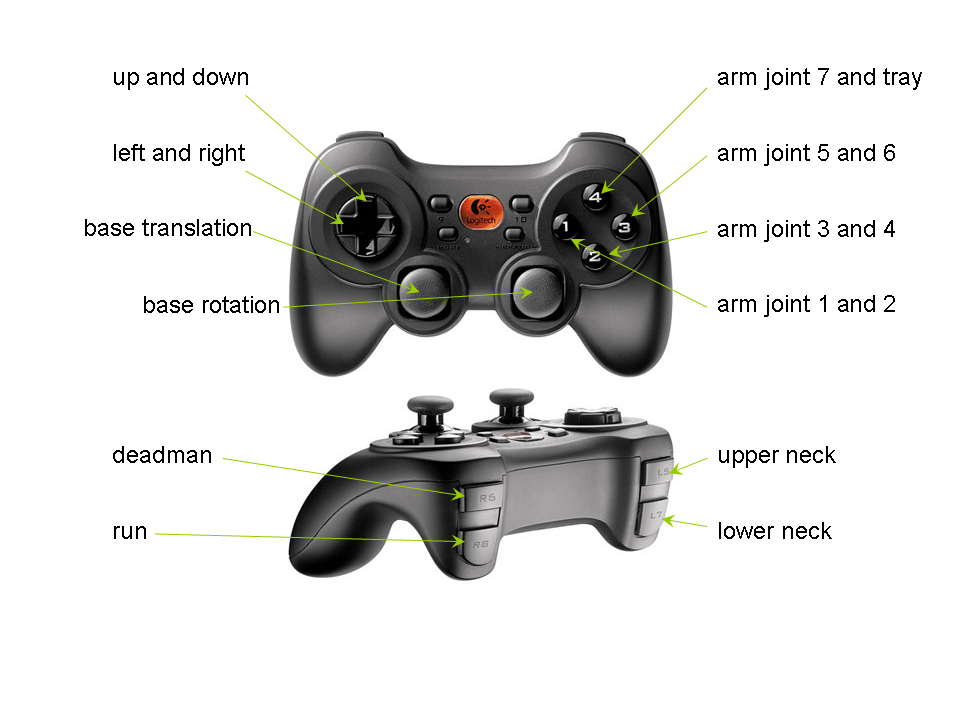 up and down
arm joint 7 and tray
left and right
arm joint 5 and 6
4
9
Logitech
10
base translation
1
3
arm joint 3 and 4
2
base rotation
arm joint 1 and 2
deadman
upper neck
L5
R6
run
L7
lower neck
R8